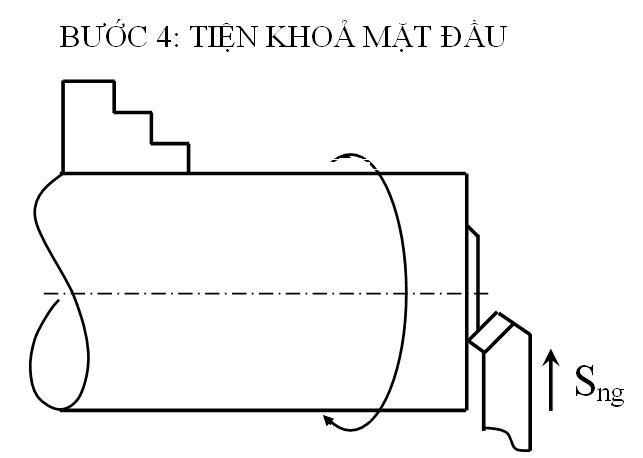 BƯỚC 4: TIỆN KHOẢ MẶT ĐẦU
Sng